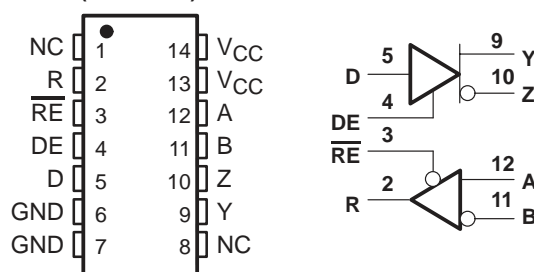 NC 1 14 VCC
R 2 13 VCC
RE 3 12 A
DE 4 11 B
D 5 10 Z
GND 6 9 Y
GND 7 8 NC
5 9 Y
D 10 Z
4
DE
3
RE
12 A
2
R 11 B